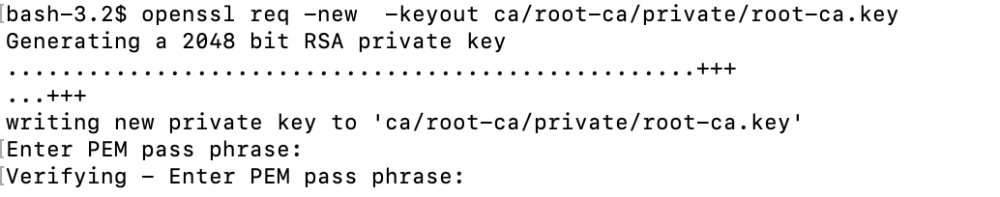 [bash-3.2$ openssl req -new  -keyout ca/root-ca/private/root-ca.key
Generating a 2048 bit RSA private key
...................................................+++
...+++
writing new private key to 'ca/root-ca/private/root-ca.key'
[Enter PEM pass phrase:
[Verifying - Enter PEM pass phrase: